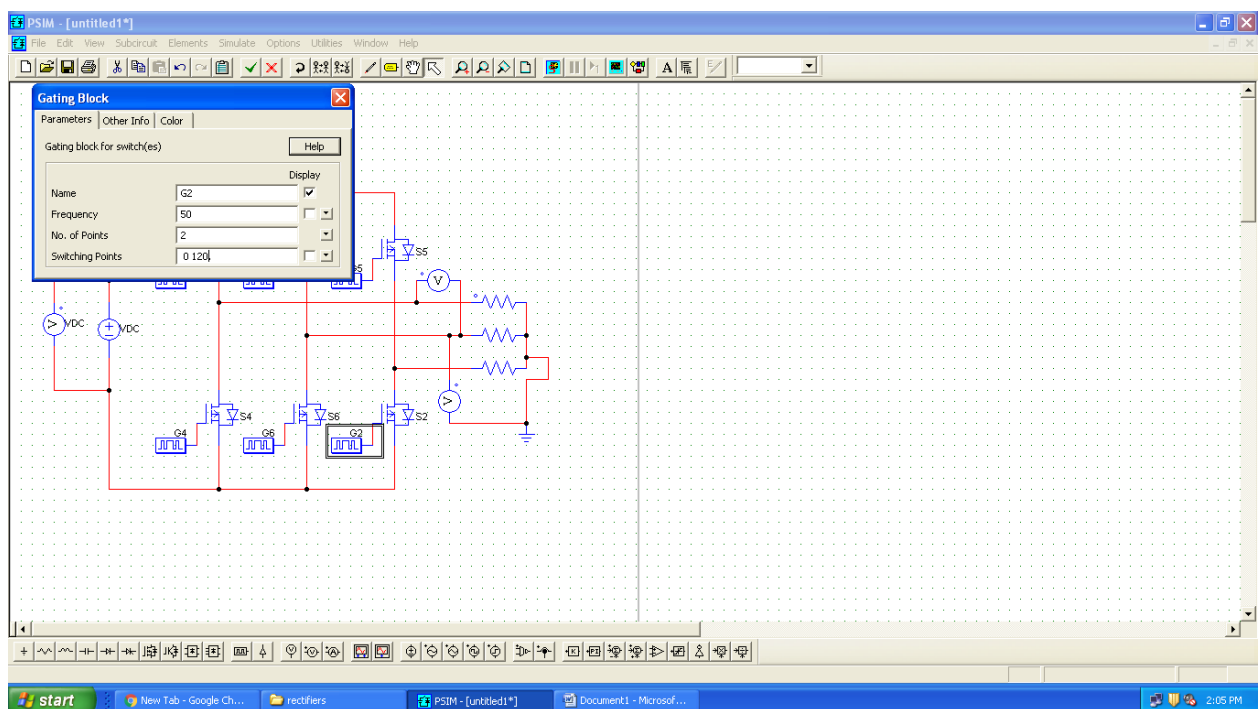 PSIM - [untitled1*]
File Edit View Subcircuit Elements Simulate Options Utilities Window Help
Gating Block
Parameters Other Info Color
Gating block for switch(es) Help
Display
Name G2
Frequency 50
No. of Points 2
Switching Points 0 120.
S5
V
V VDC
VDC
V
S4 S6 S2
G4 G6 G2
start New Tab - Google Ch... rectifiers PSIM - [untitled1*] Document1 - Microsof... 2:05 PM